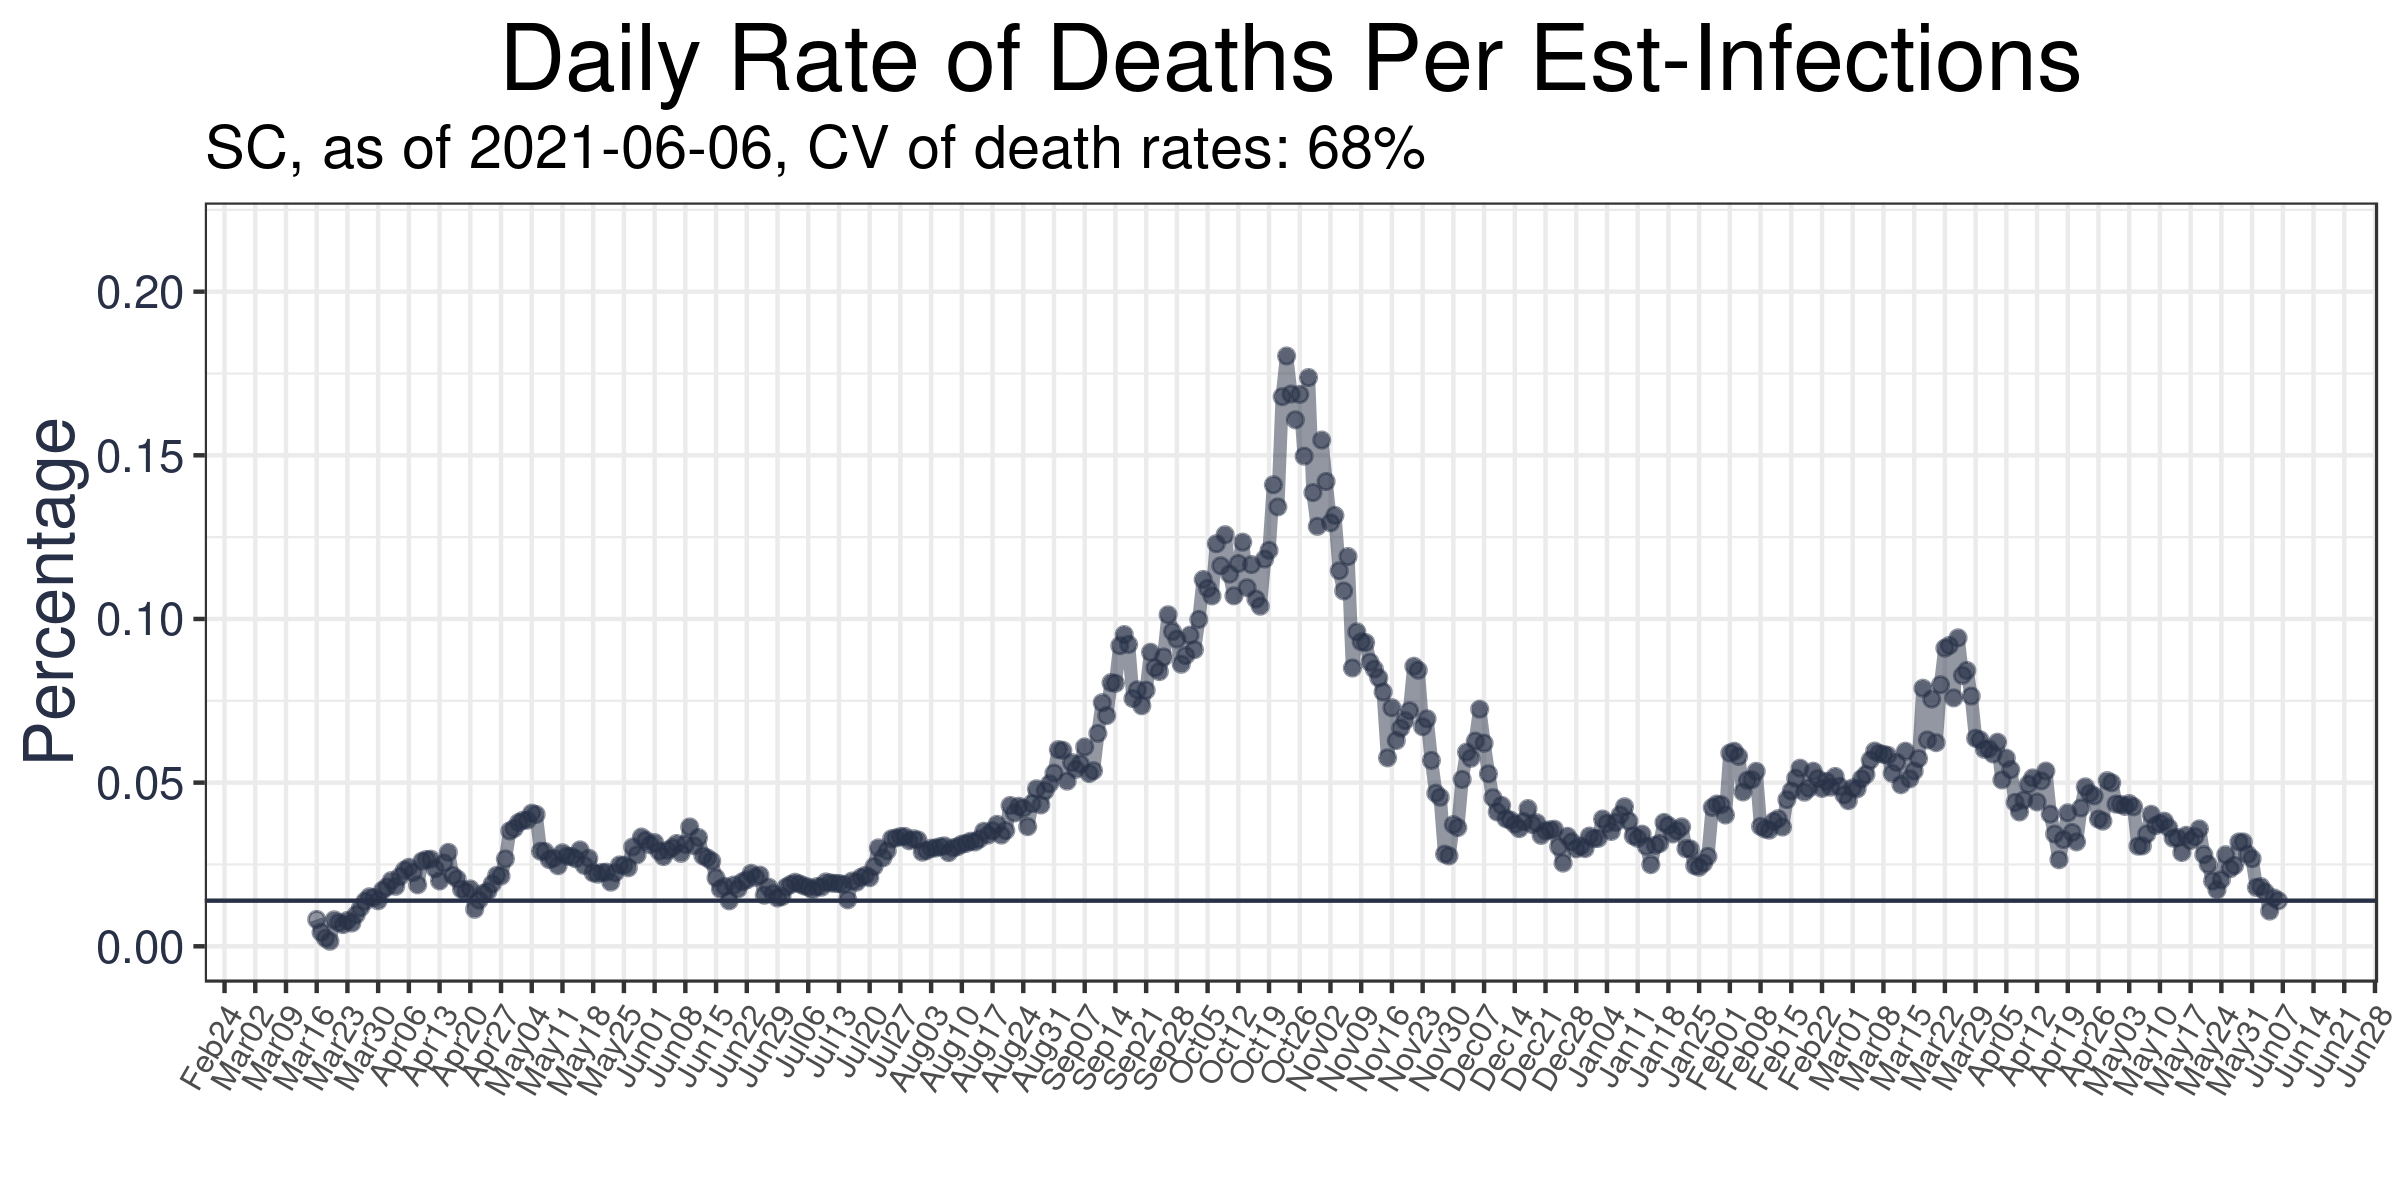 Daily Rate of Deaths Per Est-Infections
SC, as of 2021-06-06, CV of death rates: 68%
Percentage
0.20
0.15
0.10
0.05
0.00
Feb24
Mar02
Mar09
Mar16
Mar23
Mar30
Apr06
Apr13
Apr20
Apr27
May04
May11
May18
May25
Jun01
Jun08
Jun15
Jun22
Jun29
Jul06
Jul13
Jul20
Jul27
Aug03
Aug10
Aug17
Aug24
Aug31
Sep07
Sep14
Sep21
Sep28
Oct05
Oct12
Oct19
Oct26
Nov02
Nov09
Nov16
Nov23
Nov30
Dec07
Dec14
Dec21
Dec28
Jan04
Jan11
Jan18
Jan25
Feb01
Feb08
Feb15
Feb22
Mar01
Mar08
Mar15
Mar22
Mar29
Apr05
Apr12
Apr19
Apr26
May03
May10
May17
May24
May31
Jun07
Jun14
Jun21
Jun28